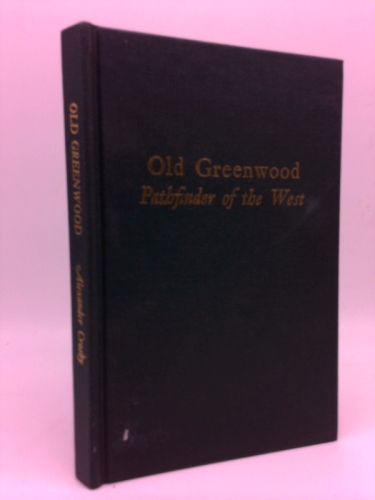 OLD GREENWOOD Alexander Crosby
Old Greenwood
Pathfinder of the West